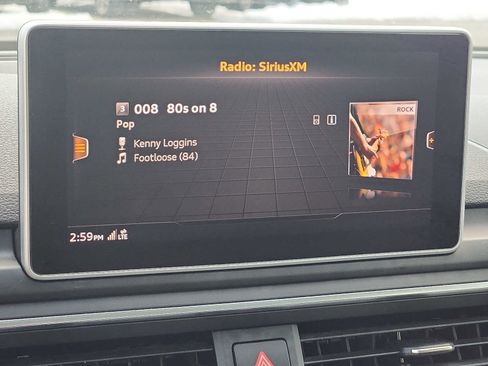 Radio: SiriusXM
3 008 80s on 8
Pop
Kenny Loggins
Footloose (84)
ROCK
2:59PM LTE